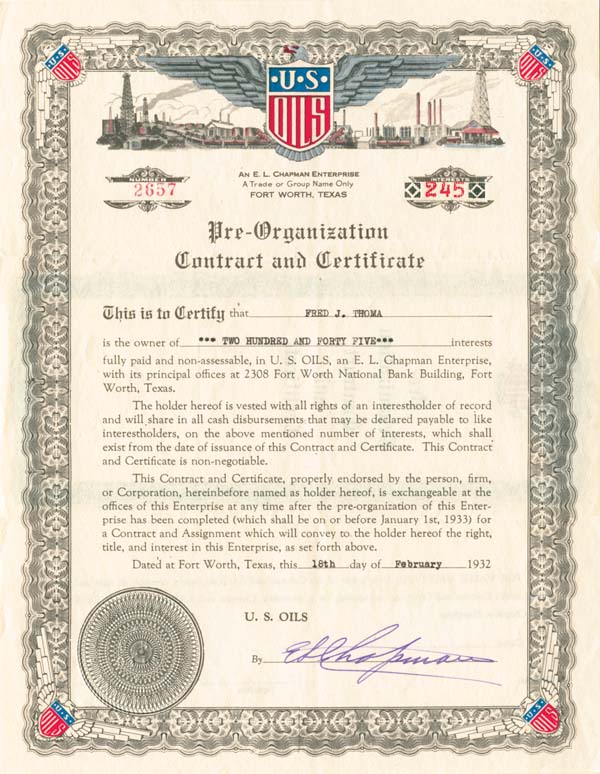 U.S.
OILS
AN E. L. CHAPMAN ENTERPRISE
A TRADE OR GROUP NAME ONLY
FORT WORTH, TEXAS
NUMBER
2657
INTERESTS
245
Pre-Organization
Contract and Certificate
This is to Certify that FRED J. THOMA
is the owner of *** TWO HUNDRED AND FORTY FIVE*** interests
fully paid and non-assessable, in U. S. OILS, an E. L. Chapman Enterprise,
with its principal offices at 2308 Fort Worth National Bank Building, Fort
Worth, Texas.
The holder hereof is vested with all rights of an interestholder of record
and will share in all cash disbursements that may be declared payable to like
interestholders, on the above mentioned number of interests, which shall
exist from the date of issuance of this Contract and Certificate. This Contract
and Certificate is non-negotiable.
This Contract and Certificate, properly endorsed by the person, firm,
or Corporation, hereinbefore named as holder hereof, is exchangeable at the
offices of this Enterprise at any time after the pre-organization of this Enter-
prise has been completed (which shall be on or before January 1st, 1933) for
a Contract and Assignment which will convey to the holder hereof the right,
title, and interest in this Enterprise, as set forth above.
Dated at Fort Worth, Texas, this 18th day of February 1932
U. S. OILS
By E L Chapman
U.S.
U.S.
U.S.
U.S.